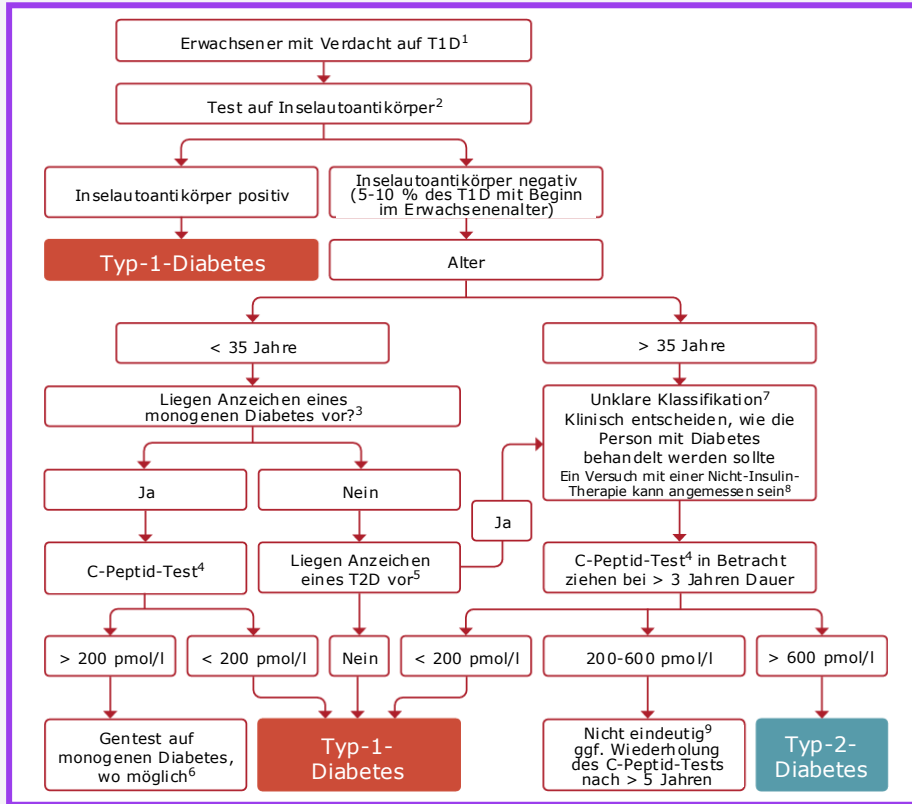 Erwachsener mit Verdacht auf T1D¹
Test auf Inselautoantikörper²
Inselautoantikörper positiv
Inselautoantikörper negativ
(5-10 % des T1D mit Beginn
im Erwachsenenalter)
Typ-1-Diabetes
Alter
< 35 Jahre
> 35 Jahre
Liegen Anzeichen eines
monogenen Diabetes vor?³
Unklare Klassifikation⁷
Klinisch entscheiden, wie die
Person mit Diabetes
behandelt werden sollte
Ein Versuch mit einer Nicht-Insulin-
Therapie kann angemessen sein⁸
Ja
Nein
Ja
C-Peptid-Test⁴
Liegen Anzeichen
eines T2D vor⁵
C-Peptid-Test⁴ in Betracht
ziehen bei > 3 Jahren Dauer
> 200 pmol/l
< 200 pmol/l
Nein
< 200 pmol/l
200-600 pmol/l
> 600 pmol/l
Gentest auf
monogenen Diabetes,
wo möglich⁶
Typ-1-
Diabetes
Nicht eindeutig⁹
ggf. Wiederholung
des C-Peptid-Tests
nach > 5 Jahren
Typ-2-
Diabetes